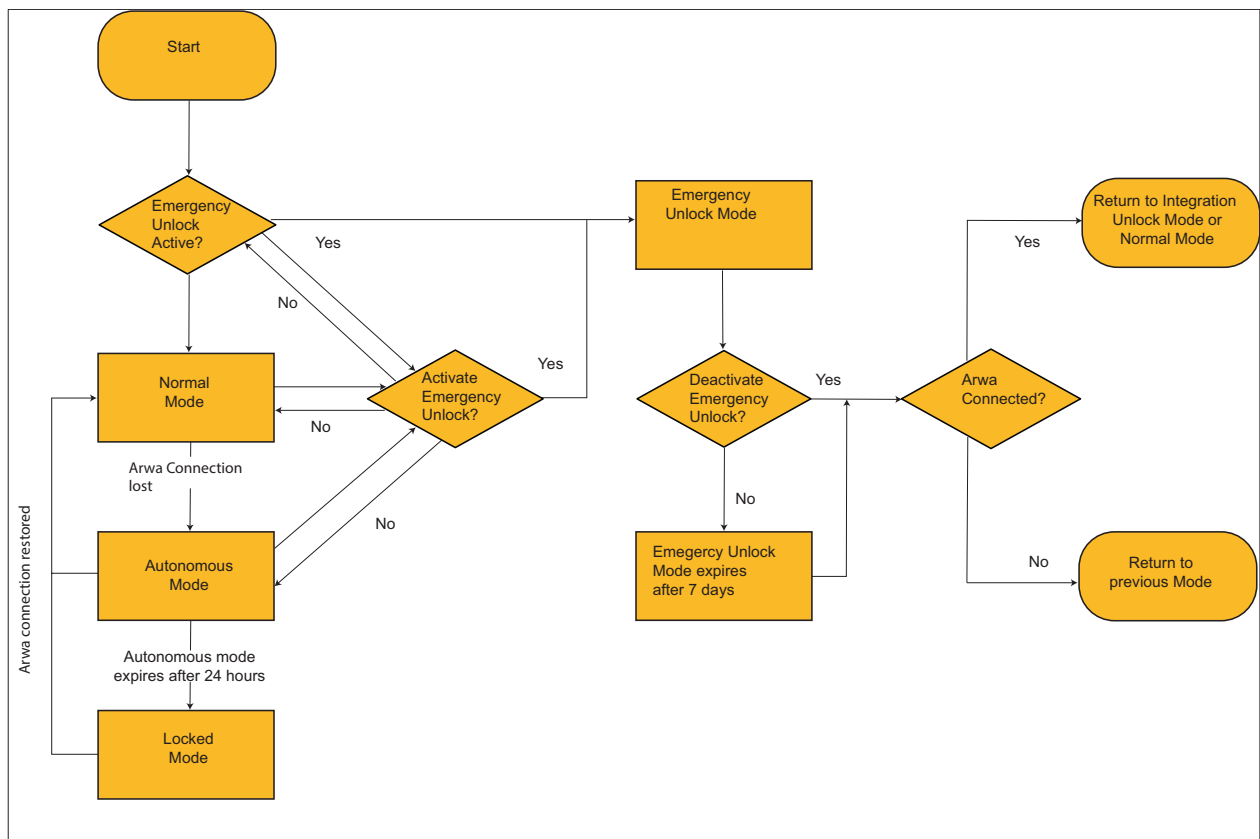 Start
Emergency
Unlock
Active?
Yes
No
Emergency
Unlock Mode
Return to Integration
Unlock Mode or
Normal Mode
Yes
Normal
Mode
No
Activate
Emergency
Unlock?
Yes
Deactivate
Emergency
Unlock?
Yes
Arwa
Connected?
Arwa Connection
lost
No
No
Autonomous
Mode
Emegency Unlock
Mode expires
after 7 days
No
Return to
previous Mode
Arwa connection restored
Autonomous mode
expires after 24 hours
Locked
Mode